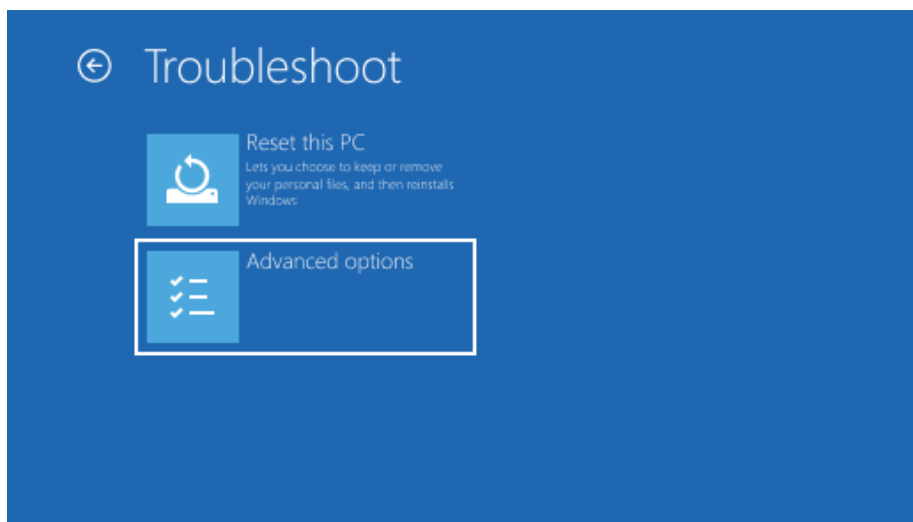 Troubleshoot
Reset this PC
Lets you choose to keep or remove
your personal files, and then reinstalls
Windows
Advanced options